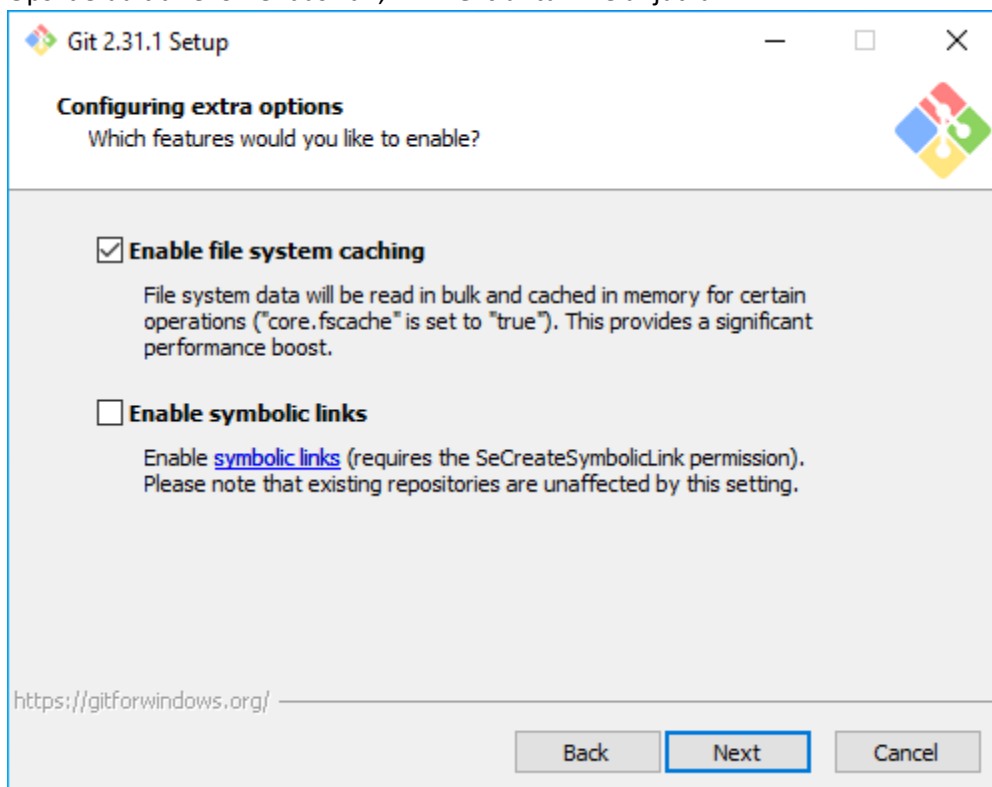 Git 2.31.1 Setup
Configuring extra options
Which features would you like to enable?
Enable file system caching
File system data will be read in bulk and cached in memory for certain
operations ("core.fscache" is set to "true"). This provides a significant
performance boost.
Enable symbolic links
Enable symbolic links (requires the SeCreateSymbolicLink permission).
Please note that existing repositories are unaffected by this setting.
https://gitforwindows.org/
Back Next Cancel